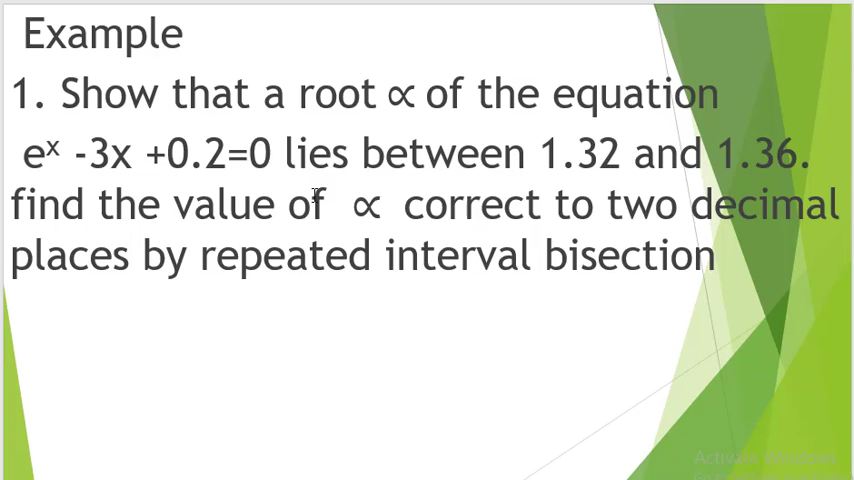 Example
1. Show that a root ∝ of the equation
eˣ -3x +0.2=0 lies between 1.32 and 1.36.
find the value of ∝ correct to two decimal
places by repeated interval bisection
Activate Windows